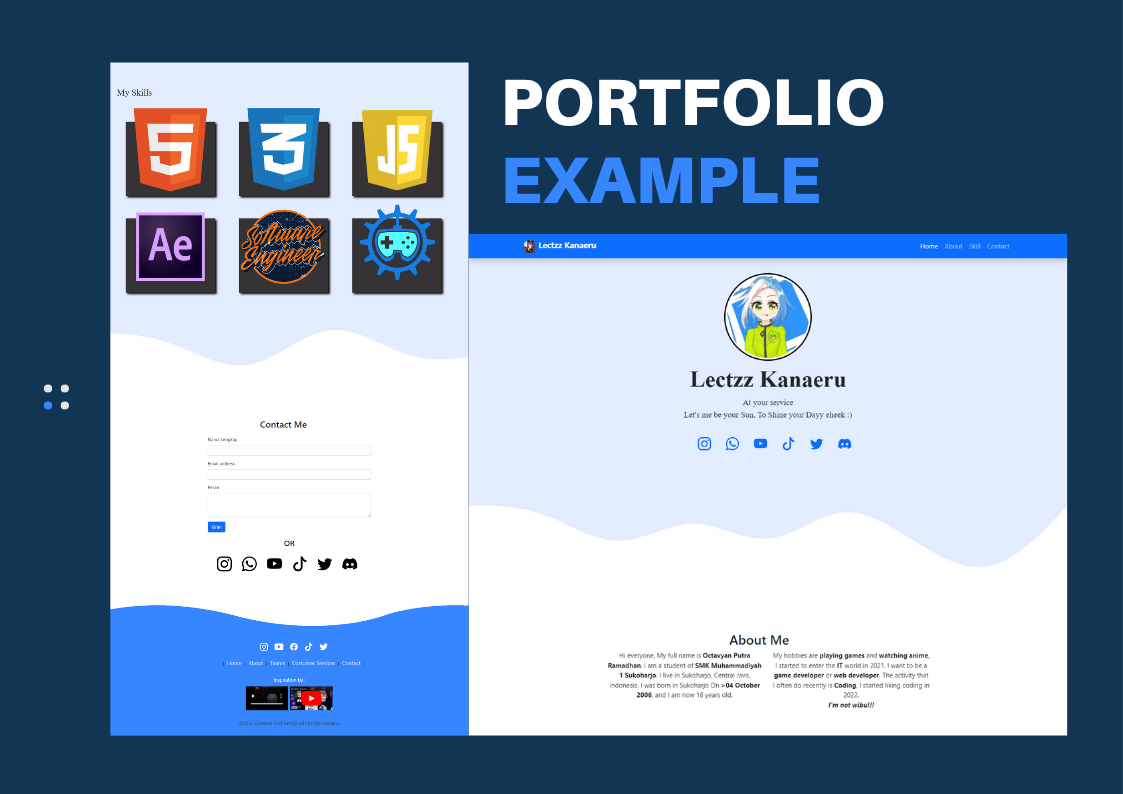 PORTFOLIO
EXAMPLE
My Skills
5
3
JS
Ae
Software
Engineer
Contact Me
Nama Lengkap
Email address
Pesan
Kirim
OR
Home
About
Teams
Costumer Services
Contact
Inspiration by :
©2022 Created And Designed | Lectzz Kanaeru
Lectzz Kanaeru
Home
About
Skill
Contact
Lectzz Kanaeru
At your service
Let's me be your Sun, To Shine your Dayy cheek :)
About Me
Hi everyone, My full name is Octavyan Putra
Ramadhan. I am a student of SMK Muhammadiyah
1 Sukoharjo. I live in Sukoharjo, Central Java,
Indonesia. I was born in Sukoharjo On >04 October
2006, and I am now 16 years old.
My hobbies are playing games and watching anime,
I started to enter the IT world in 2021. I want to be a
game developer or web developer. The activity that
I often do recently is Coding. I started liking coding in
2022.
I'm not wibu!!!